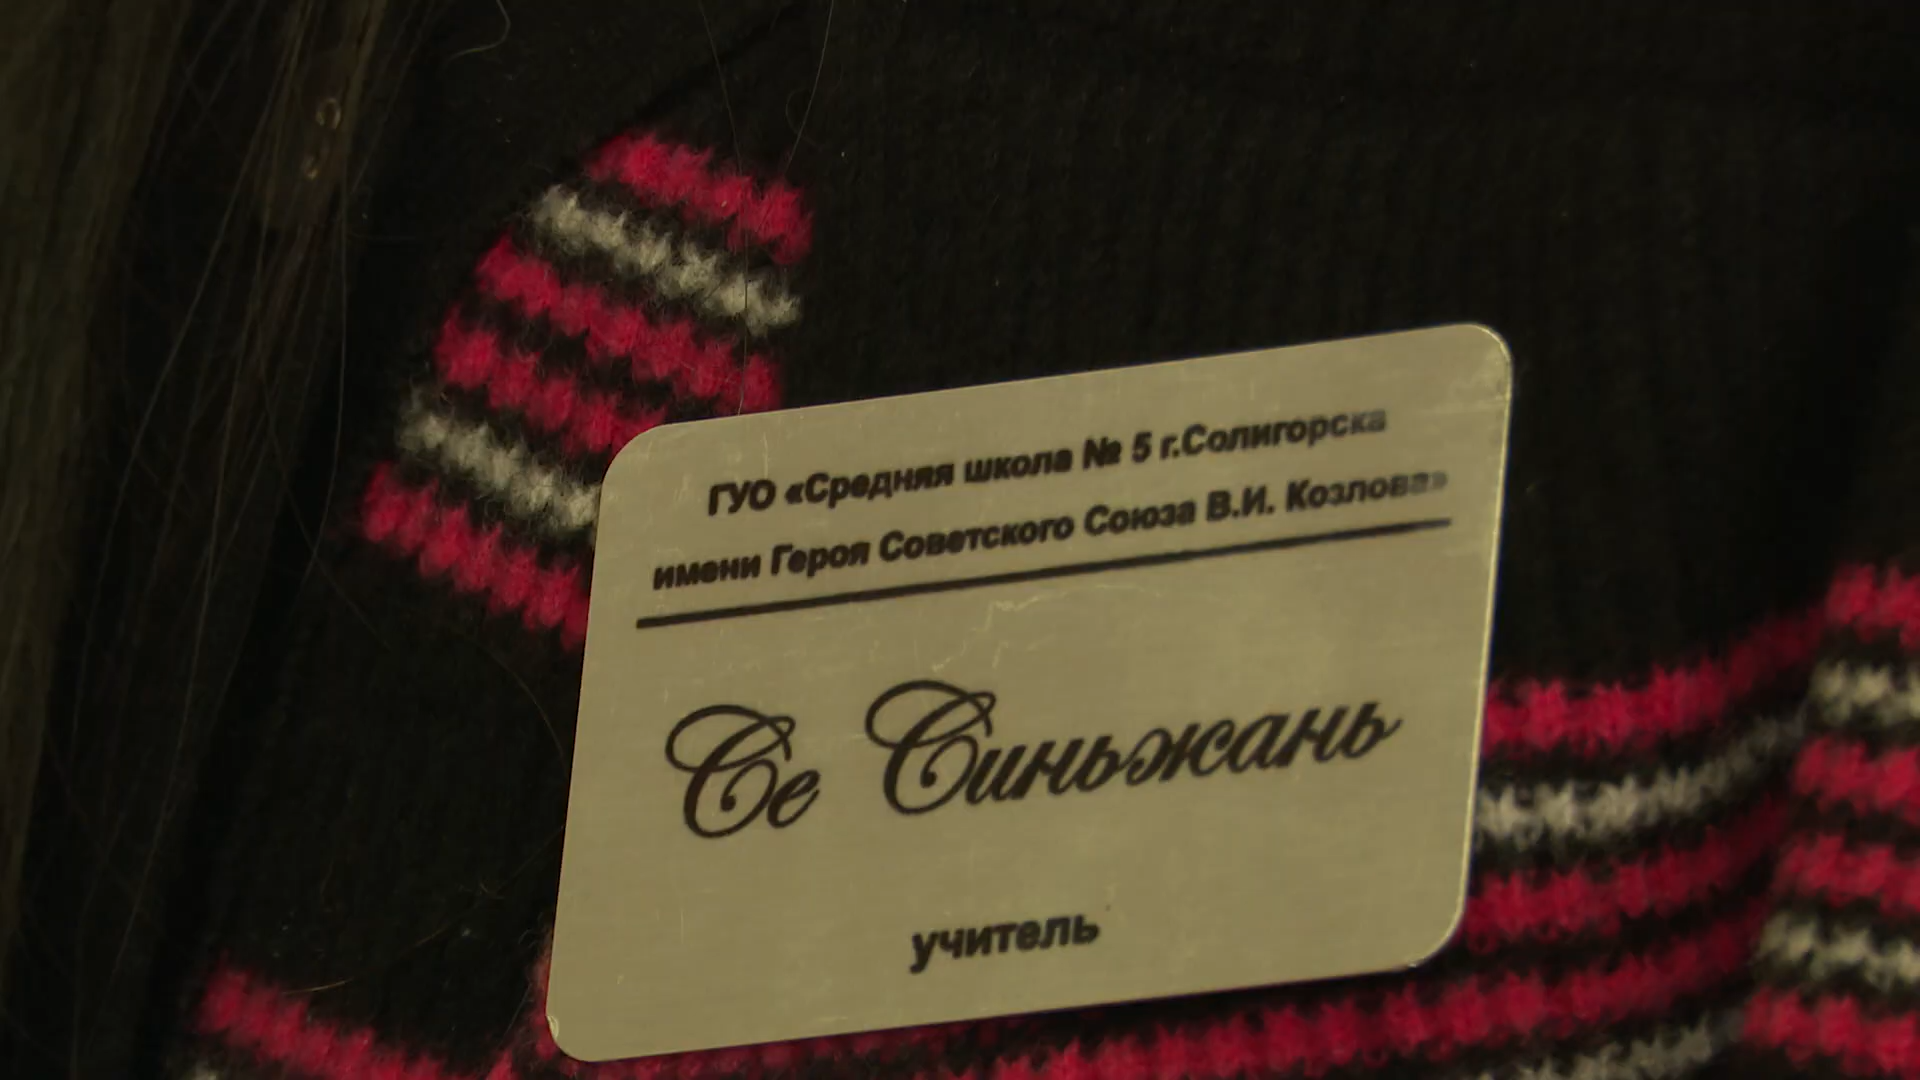 ГУО «Средняя школа № 5 г.Солигорска
имени Героя Советского Союза В.И. Козлова»
Се Синьжань
учитель